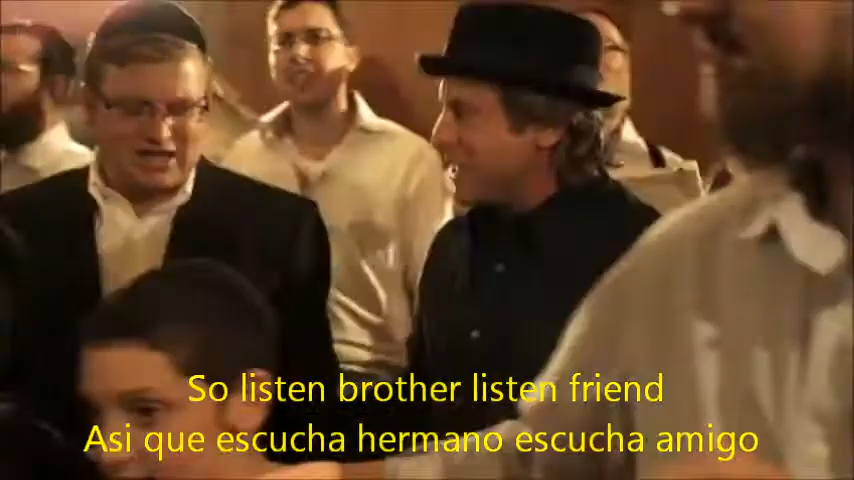 So listen brother listen friend
Asi que escucha hermano escucha amigo